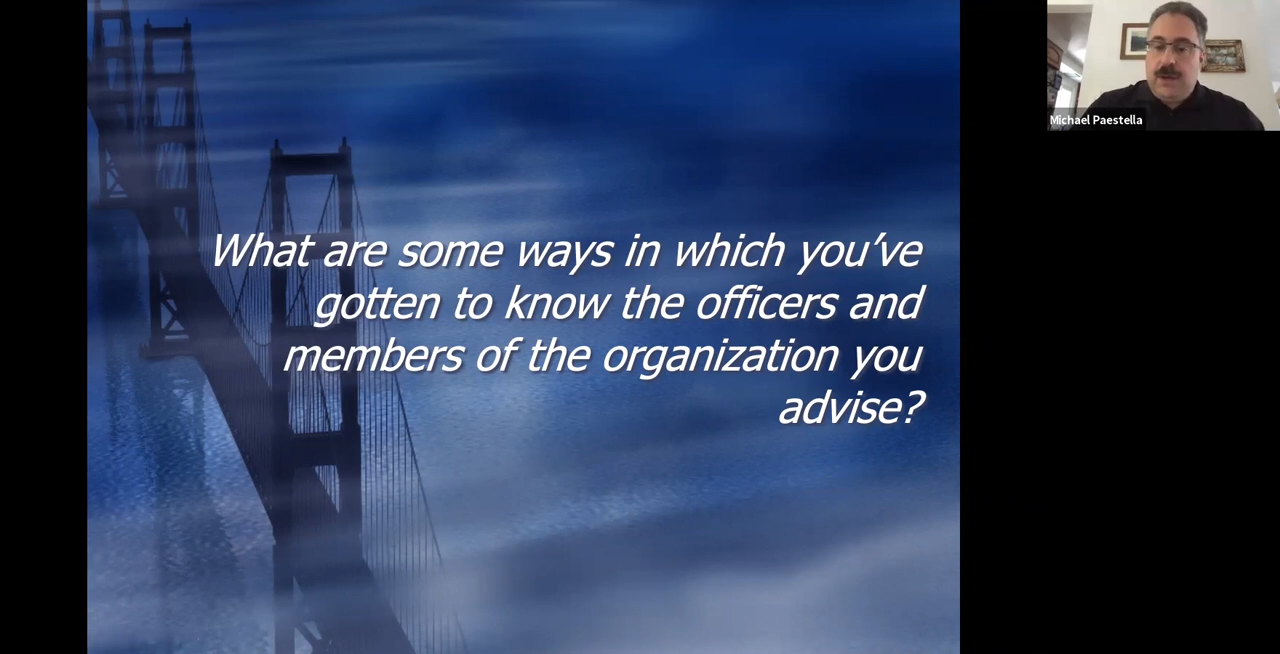 What are some ways in which you’ve
gotten to know the officers and
members of the organization you
advise?
Michael Paestella